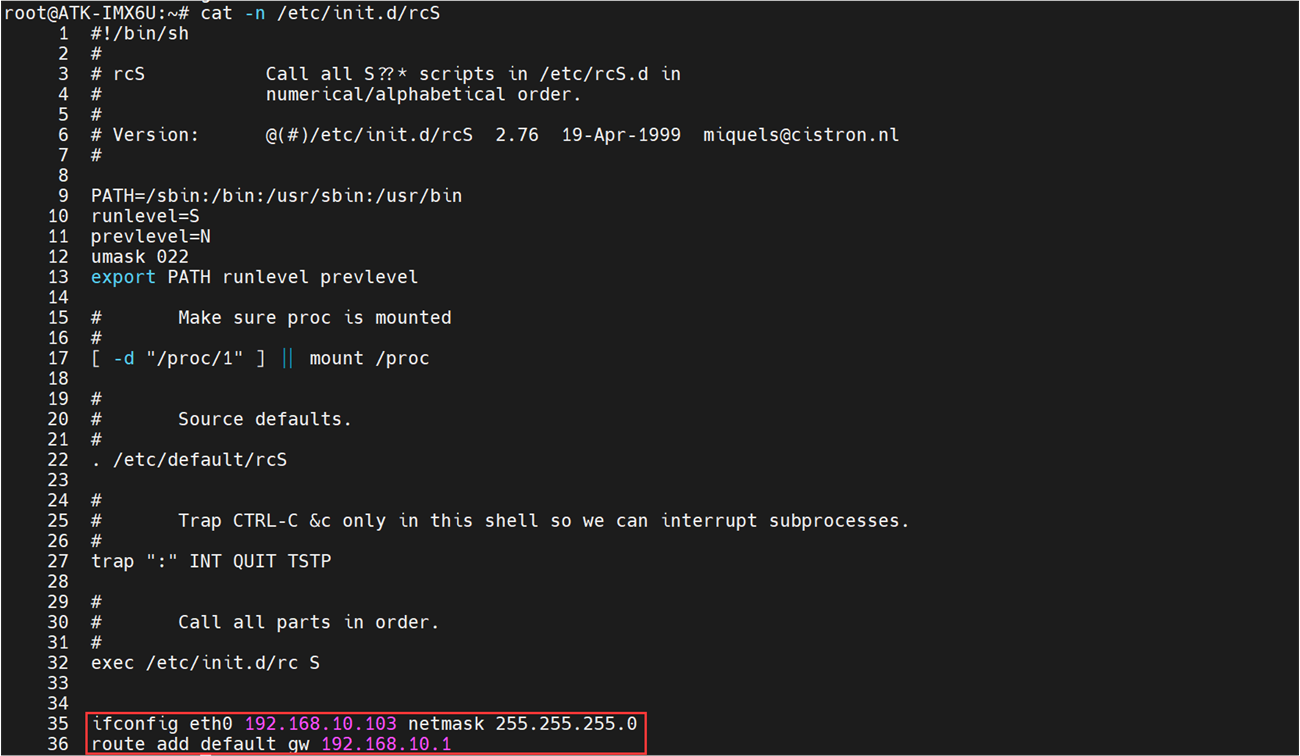 root@ATK-IMX6U:~# cat -n /etc/init.d/rcS
1 #!/bin/sh
2 #
3 # rcS Call all S??* scripts in /etc/rcS.d in
4 # numerical/alphabetical order.
5 #
6 # Version: @(#)/etc/init.d/rcS 2.76 19-Apr-1999 miquels@cistron.nl
7 #
8
9 PATH=/sbin:/bin:/usr/sbin:/usr/bin
10 runlevel=S
11 prevlevel=N
12 umask 022
13 export PATH runlevel prevlevel
14
15 # Make sure proc is mounted
16 #
17 [ -d "/proc/1" ] || mount /proc
18
19 #
20 # Source defaults.
21 #
22 . /etc/default/rcS
23
24 #
25 # Trap CTRL-C &c only in this shell so we can interrupt subprocesses.
26 #
27 trap ":" INT QUIT TSTP
28
29 #
30 # Call all parts in order.
31 #
32 exec /etc/init.d/rc S
33
34
35 ifconfig eth0 192.168.10.103 netmask 255.255.255.0
36 route add default gw 192.168.10.1